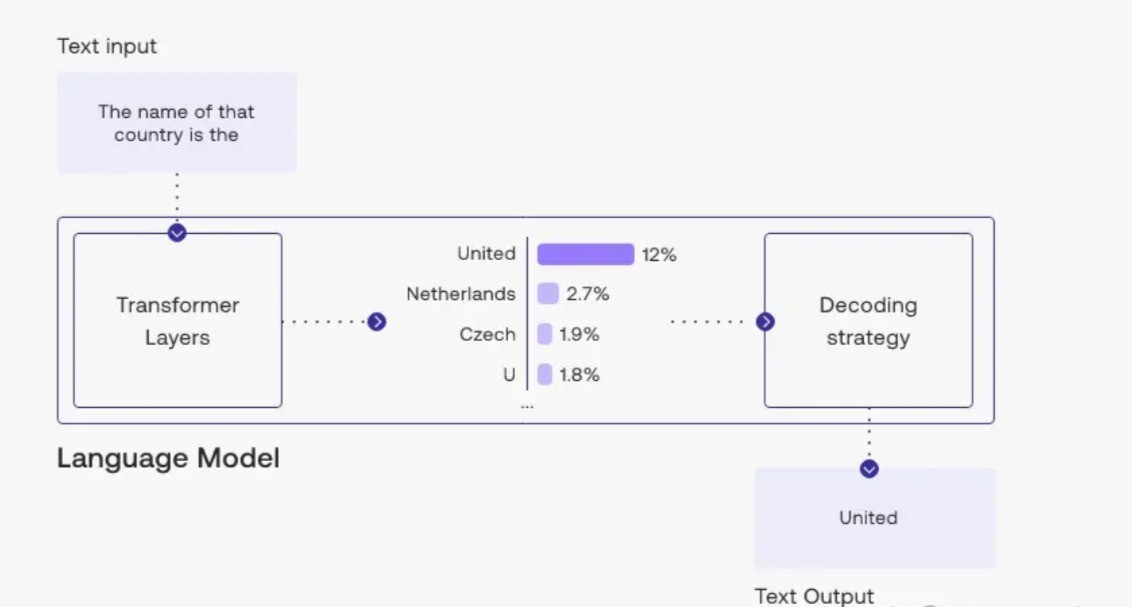 Text input
The name of that
country is the
Transformer
Layers
United 12%
Netherlands 2.7%
Czech 1.9%
U 1.8%
...
Decoding
strategy
Language Model
United
Text Output